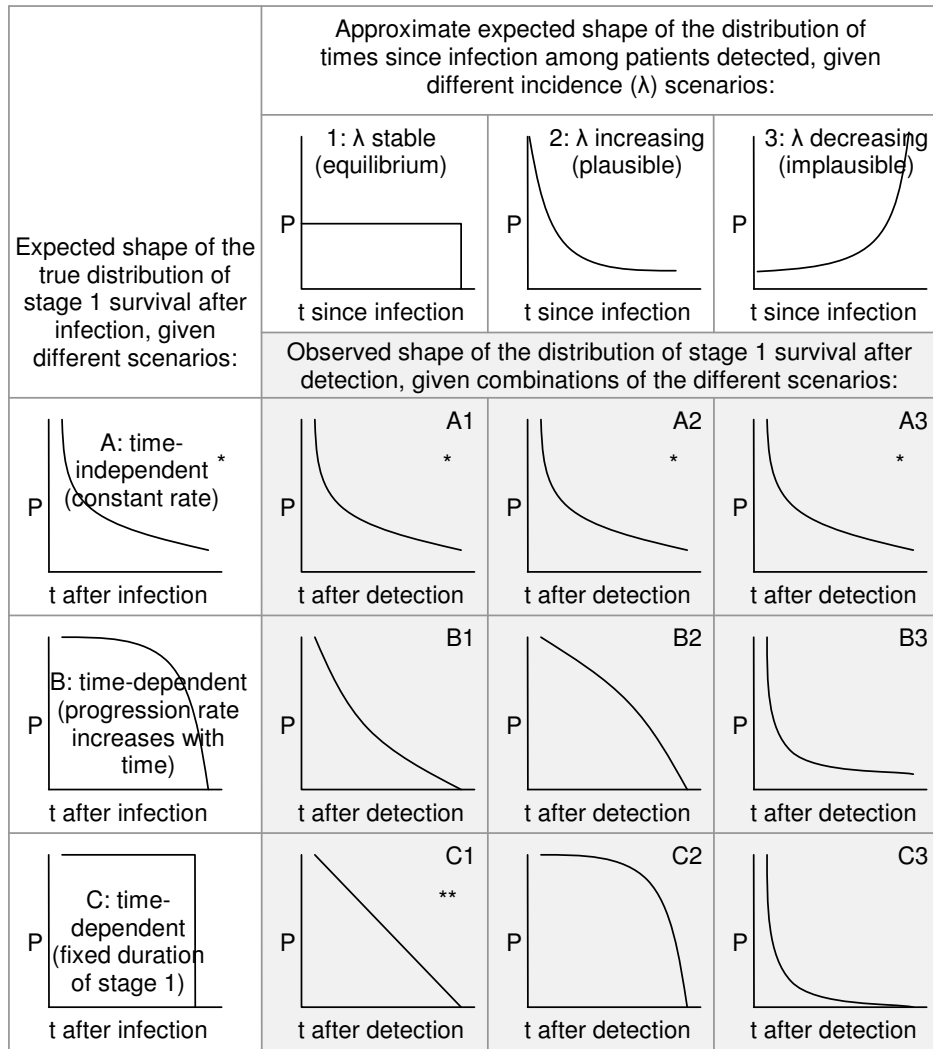 Approximate expected shape of the distribution of
times since infection among patients detected, given
different incidence (λ) scenarios:
Expected shape of the
true distribution of
stage 1 survival after
infection, given
different scenarios:
1: λ stable
(equilibrium)
P
t since infection
2: λ increasing
(plausible)
P
t since infection
3: λ decreasing
(implausible)
P
t since infection
Observed shape of the distribution of stage 1 survival after
detection, given combinations of the different scenarios:
A: time-
independent *
(constant rate)
P
t after infection
A1
*
P
t after detection
A2
*
P
t after detection
A3
*
P
t after detection
B: time-dependent
(progression rate
increases with
time)
P
t after infection
B1
P
t after detection
B2
P
t after detection
B3
P
t after detection
C: time-
dependent
(fixed duration
of stage 1)
P
t after infection
C1
**
P
t after detection
C2
P
t after detection
C3
P
t after detection